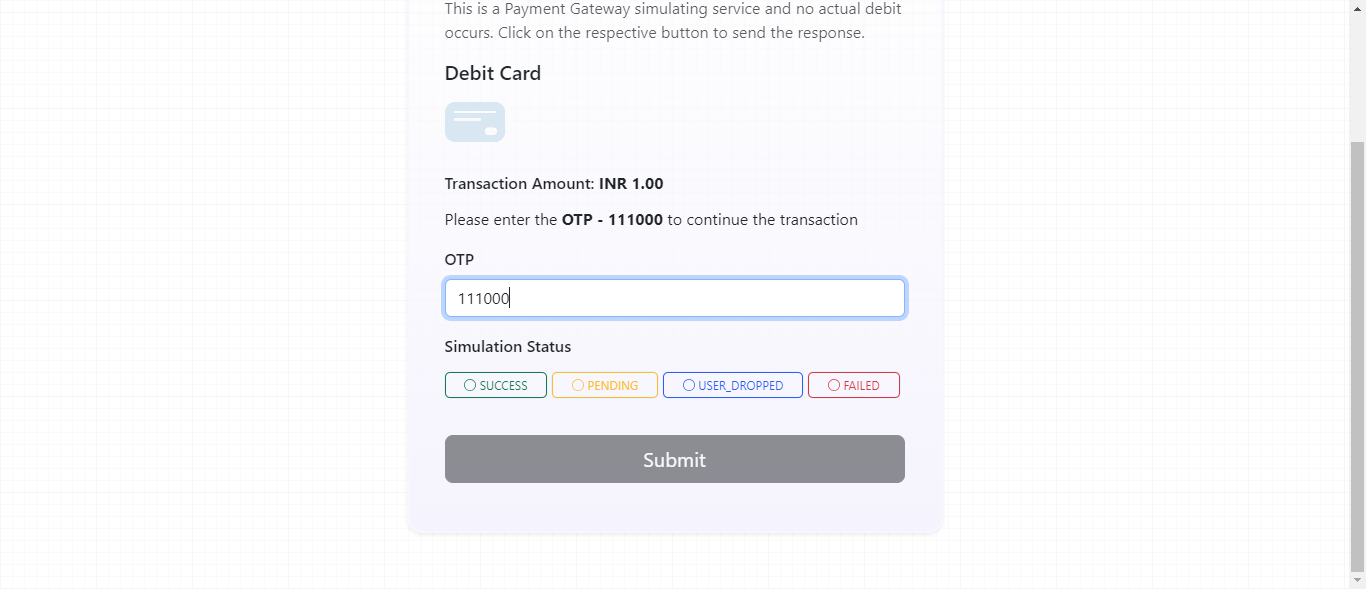 This is a Payment Gateway simulating service and no actual debit
occurs. Click on the respective button to send the response.
Debit Card
Transaction Amount: INR 1.00
Please enter the OTP - 111000 to continue the transaction
OTP
111000
Simulation Status
SUCCESS PENDING USER_DROPPED FAILED
Submit